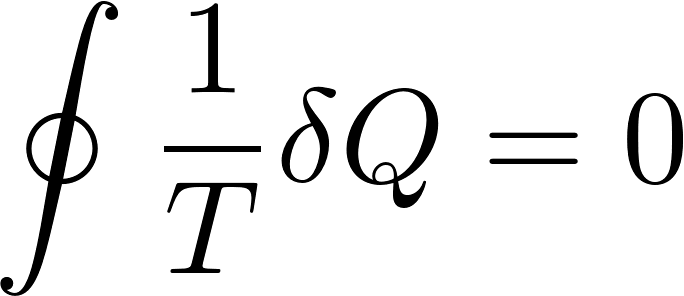 ∮ 1/T δQ = 0